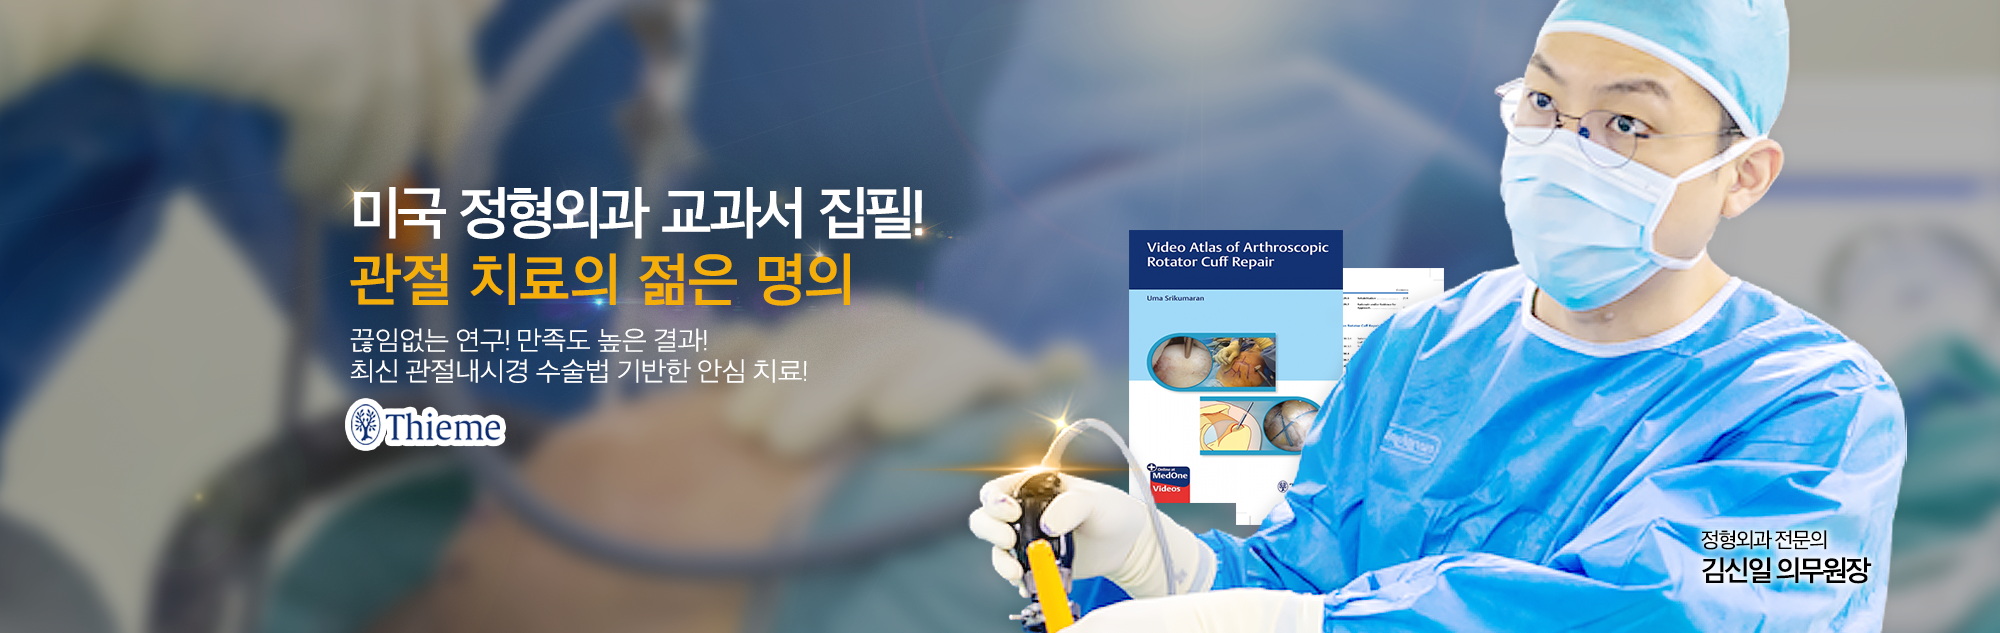 미국 정형외과 교과서 집필!
관절 치료의 젊은 명의
끊임없는 연구! 만족도 높은 결과!
최신 관절내시경 수술법 기반한 안심 치료!
Thieme
Video Atlas of Arthroscopic
Rotator Cuff Repair
Uma Srikumaran
Online at
MedOne
Videos
정형외과 전문의
김신일 의무원장